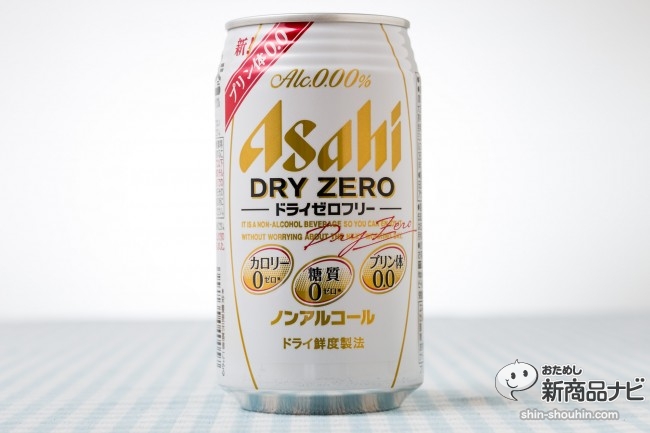 新!
プリン体0.0
Alc.0.00%
Asahi
DRY ZERO
ドライゼロフリー
IT IS A NON-ALCOHOL BEVERAGE SO YOU CAN
WITHOUT WORRYING ABOUT THE
Dry Zero
カロリー
0ゼロ※
糖質
0ゼロ※
プリン体
0.0
ノンアルコール
ドライ鮮度製法
おためし
新商品ナビ
shin-shouhin.com